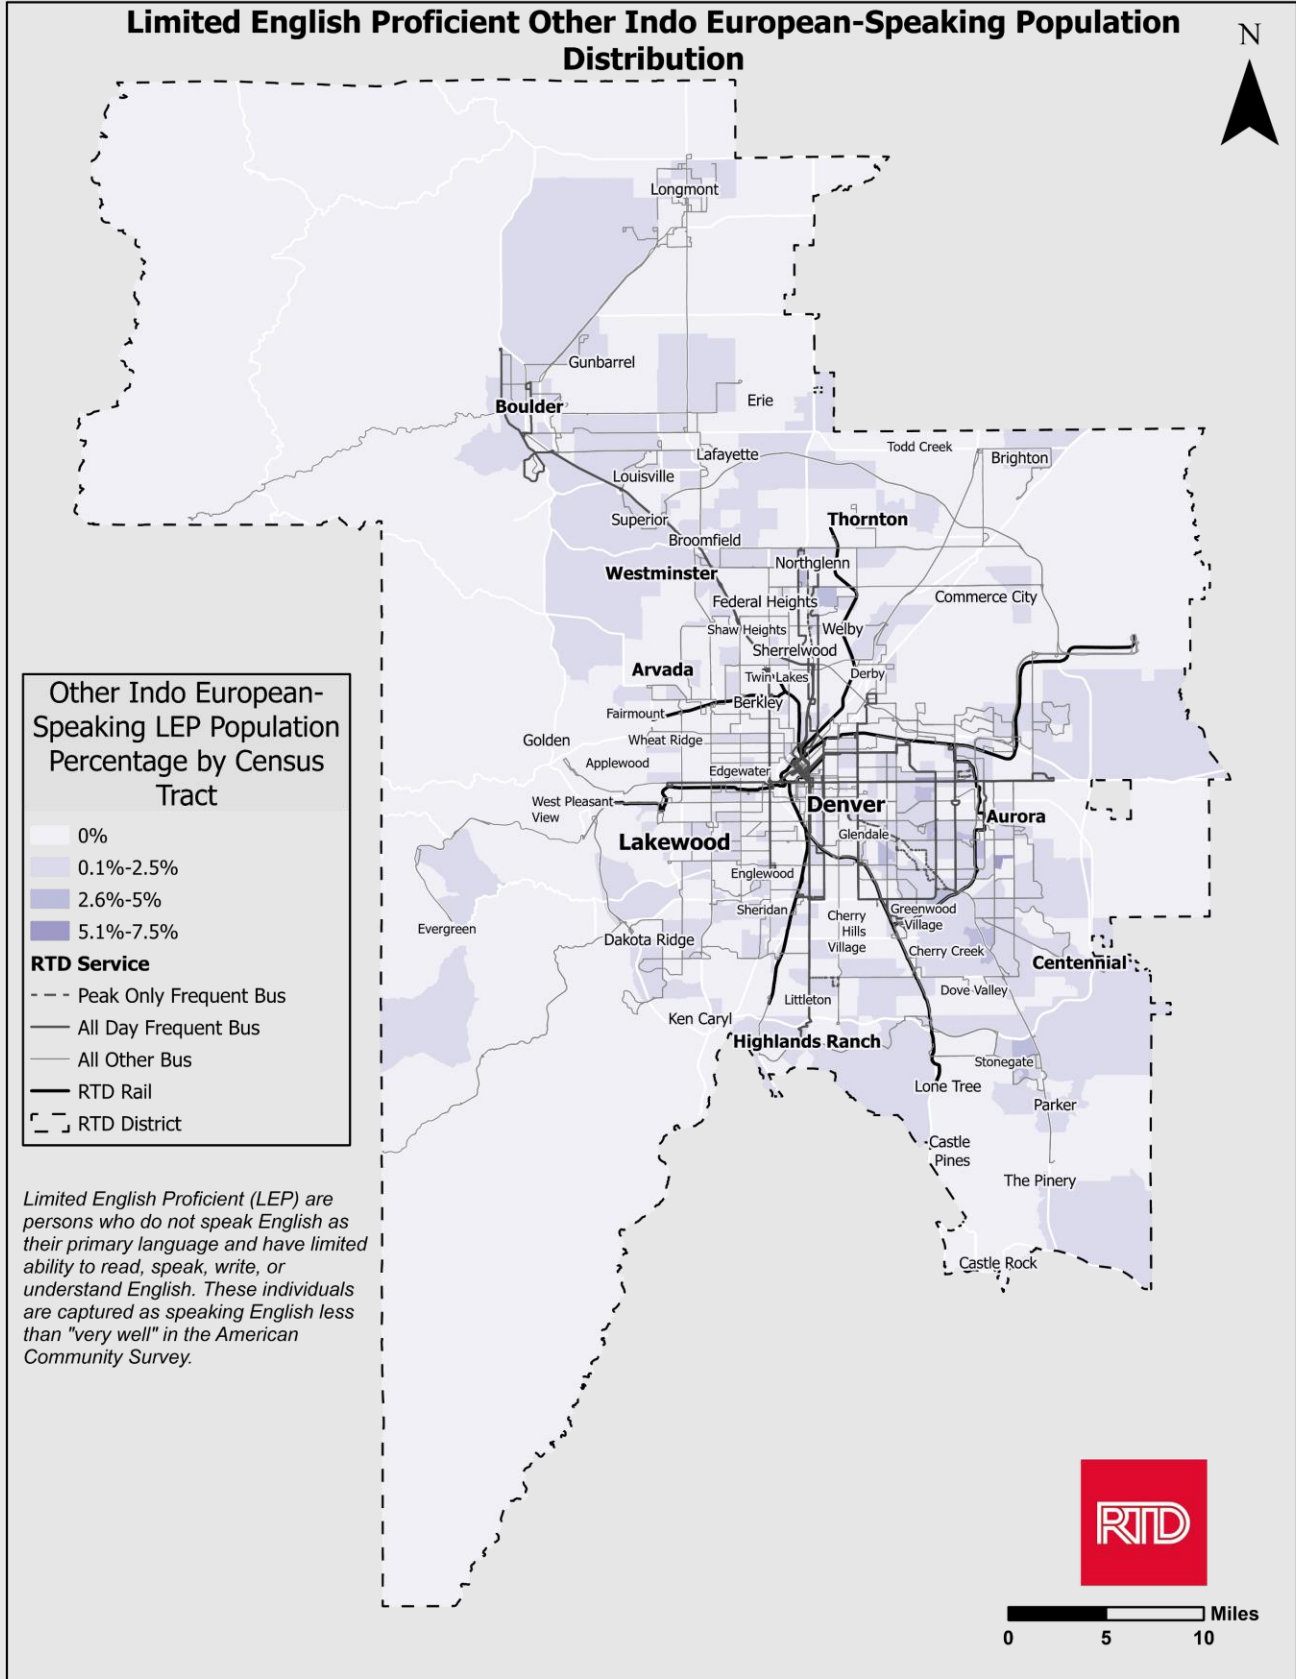 Limited English Proficient Other Indo European-Speaking Population
Distribution
N
Longmont
Gunbarrel
Boulder
Erie
Todd Creek
Brighton
Lafayette
Louisville
Superior
Thornton
Broomfield
Northglenn
Westminster
Federal Heights
Commerce City
Shaw Heights
Welby
Sherrelwood
Arvada
Twin Lakes
Derby
Berkley
Fairmount
Golden
Wheat Ridge
Applewood
Edgewater
West Pleasant
View
Denver
Aurora
Lakewood
Glendale
Englewood
Sheridan
Cherry
Hills
Village
Greenwood
Village
Evergreen
Dakota Ridge
Cherry Creek
Centennial
Dove Valley
Littleton
Ken Caryl
Highlands Ranch
Stonegate
Lone Tree
Parker
Castle
Pines
The Pinery
Castle Rock
Other Indo European-
Speaking LEP Population
Percentage by Census
Tract
0%
0.1%-2.5%
2.6%-5%
5.1%-7.5%
RTD Service
Peak Only Frequent Bus
All Day Frequent Bus
All Other Bus
RTD Rail
RTD District
Limited English Proficient (LEP) are
persons who do not speak English as
their primary language and have limited
ability to read, speak, write, or
understand English. These individuals
are captured as speaking English less
than "very well" in the American
Community Survey.
RTD
Miles
0 5 10